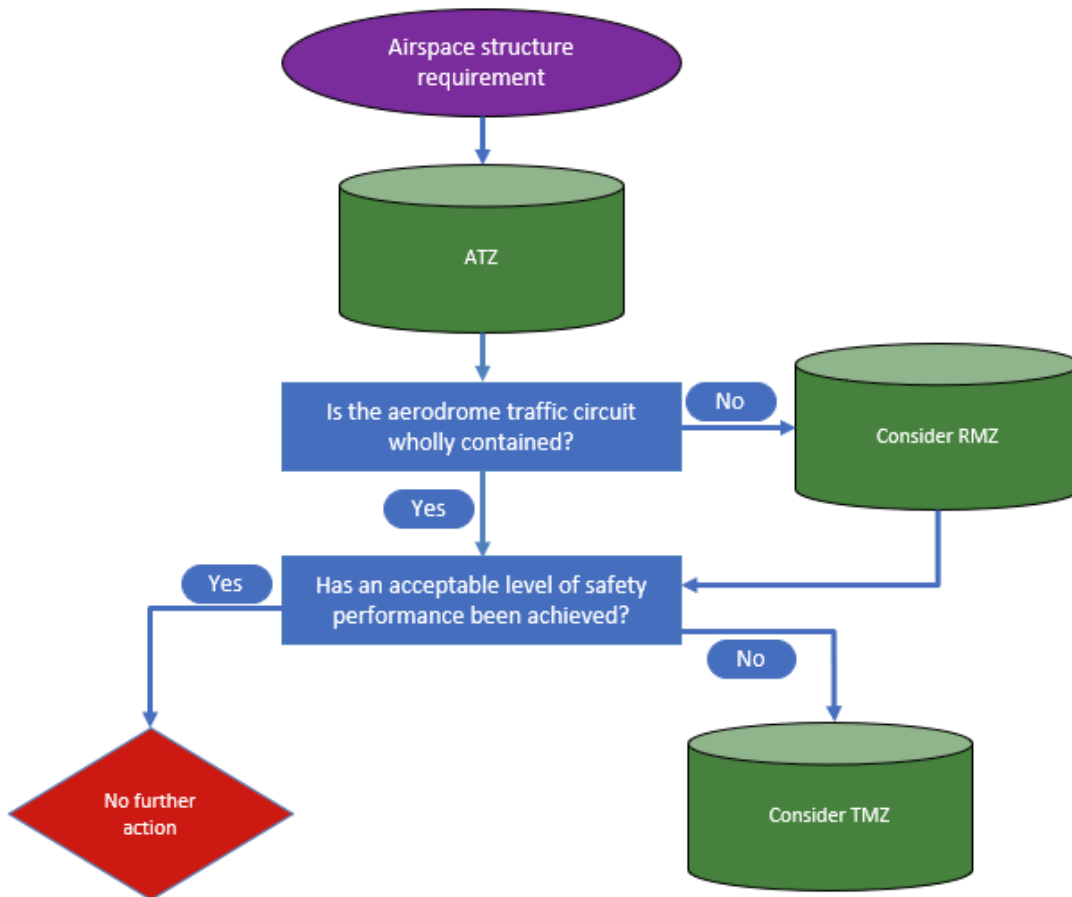 Airspace structure
requirement
ATZ
Is the aerodrome traffic circuit
wholly contained?
No
Consider RMZ
Yes
Has an acceptable level of safety
performance been achieved?
Yes
No
No further
action
Consider TMZ